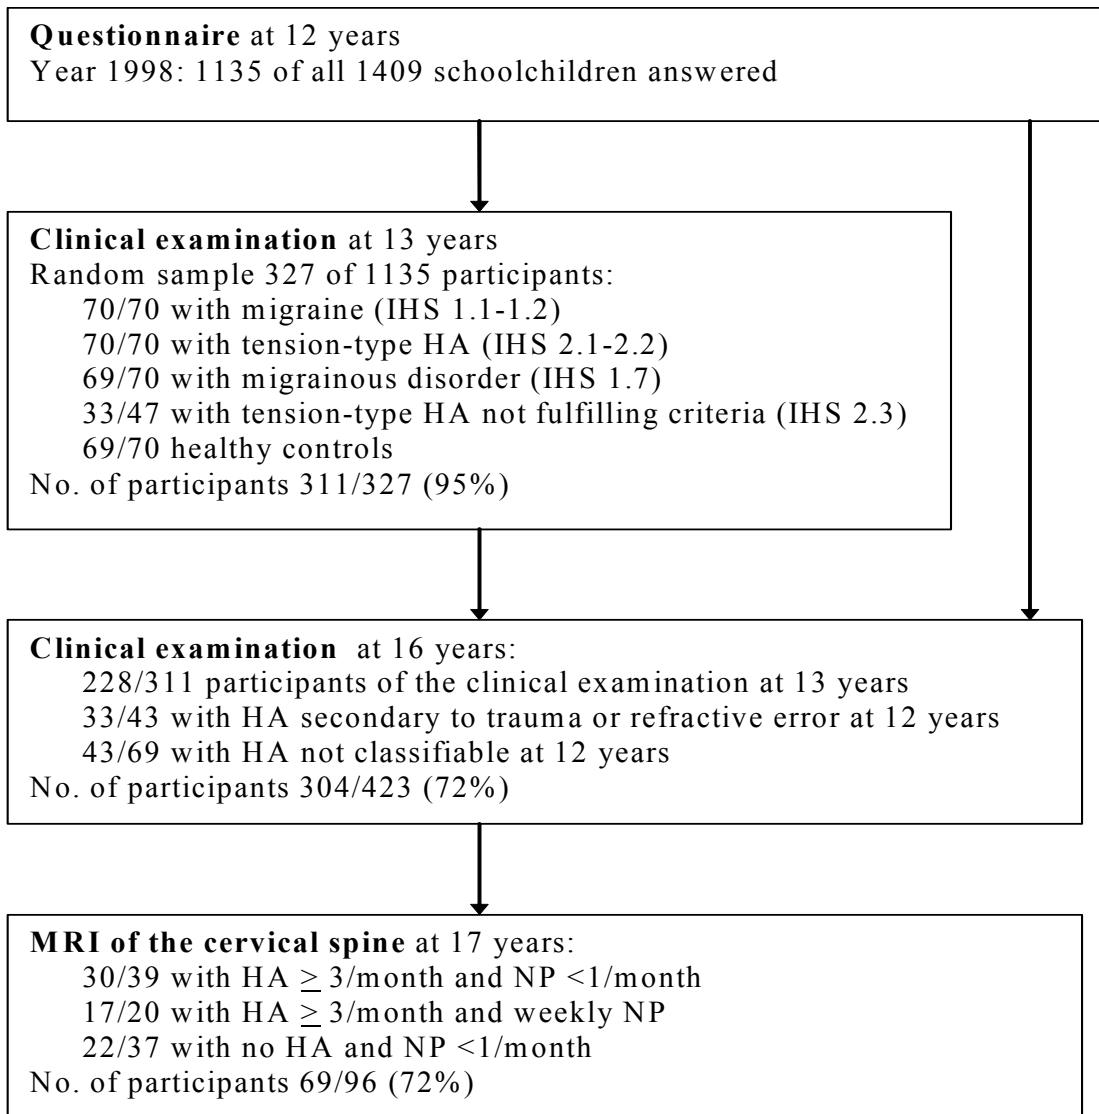 Questionnaire at 12 years
Year 1998: 1135 of all 1409 schoolchildren answered
Clinical examination at 13 years
Random sample 327 of 1135 participants:
70/70 with migraine (IHS 1.1-1.2)
70/70 with tension-type HA (IHS 2.1-2.2)
69/70 with migrainous disorder (IHS 1.7)
33/47 with tension-type HA not fulfilling criteria (IHS 2.3)
69/70 healthy controls
No. of participants 311/327 (95%)
Clinical examination at 16 years:
228/311 participants of the clinical examination at 13 years
33/43 with HA secondary to trauma or refractive error at 12 years
43/69 with HA not classifiable at 12 years
No. of participants 304/423 (72%)
MRI of the cervical spine at 17 years:
30/39 with HA ≥ 3/month and NP <1/month
17/20 with HA ≥ 3/month and weekly NP
22/37 with no HA and NP <1/month
No. of participants 69/96 (72%)